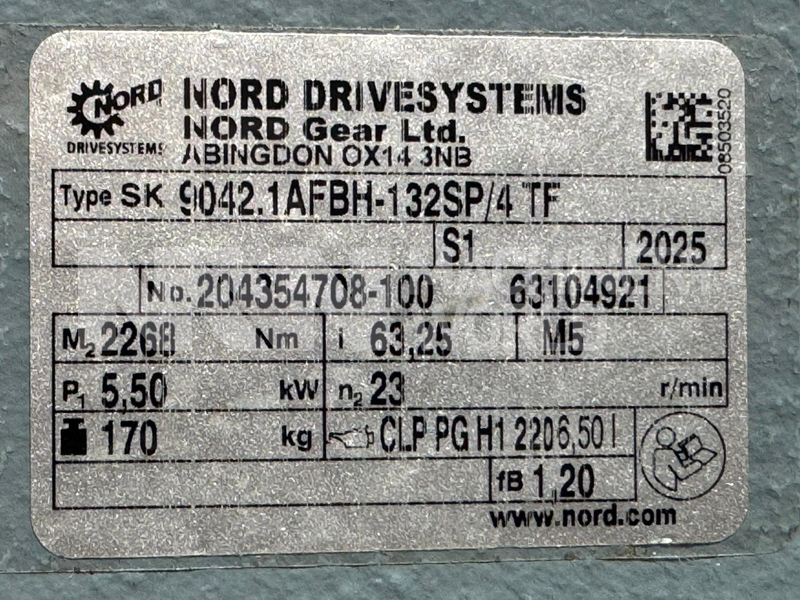 NORD
DRIVESYSTEMS
NORD DRIVESYSTEMS
NORD Gear Ltd.
ABINGDON OX14 3NB
08503520
Type SK 9042.1AFBH-132SP/4 TF
S1 2025
No. 204354708-100 63104921
M2 2268 Nm i 63,25 M5
P1 5,50 kW n2 23 r/min
170 kg CLP PG H1 220 6,50 l
fB 1,20
www.nord.com